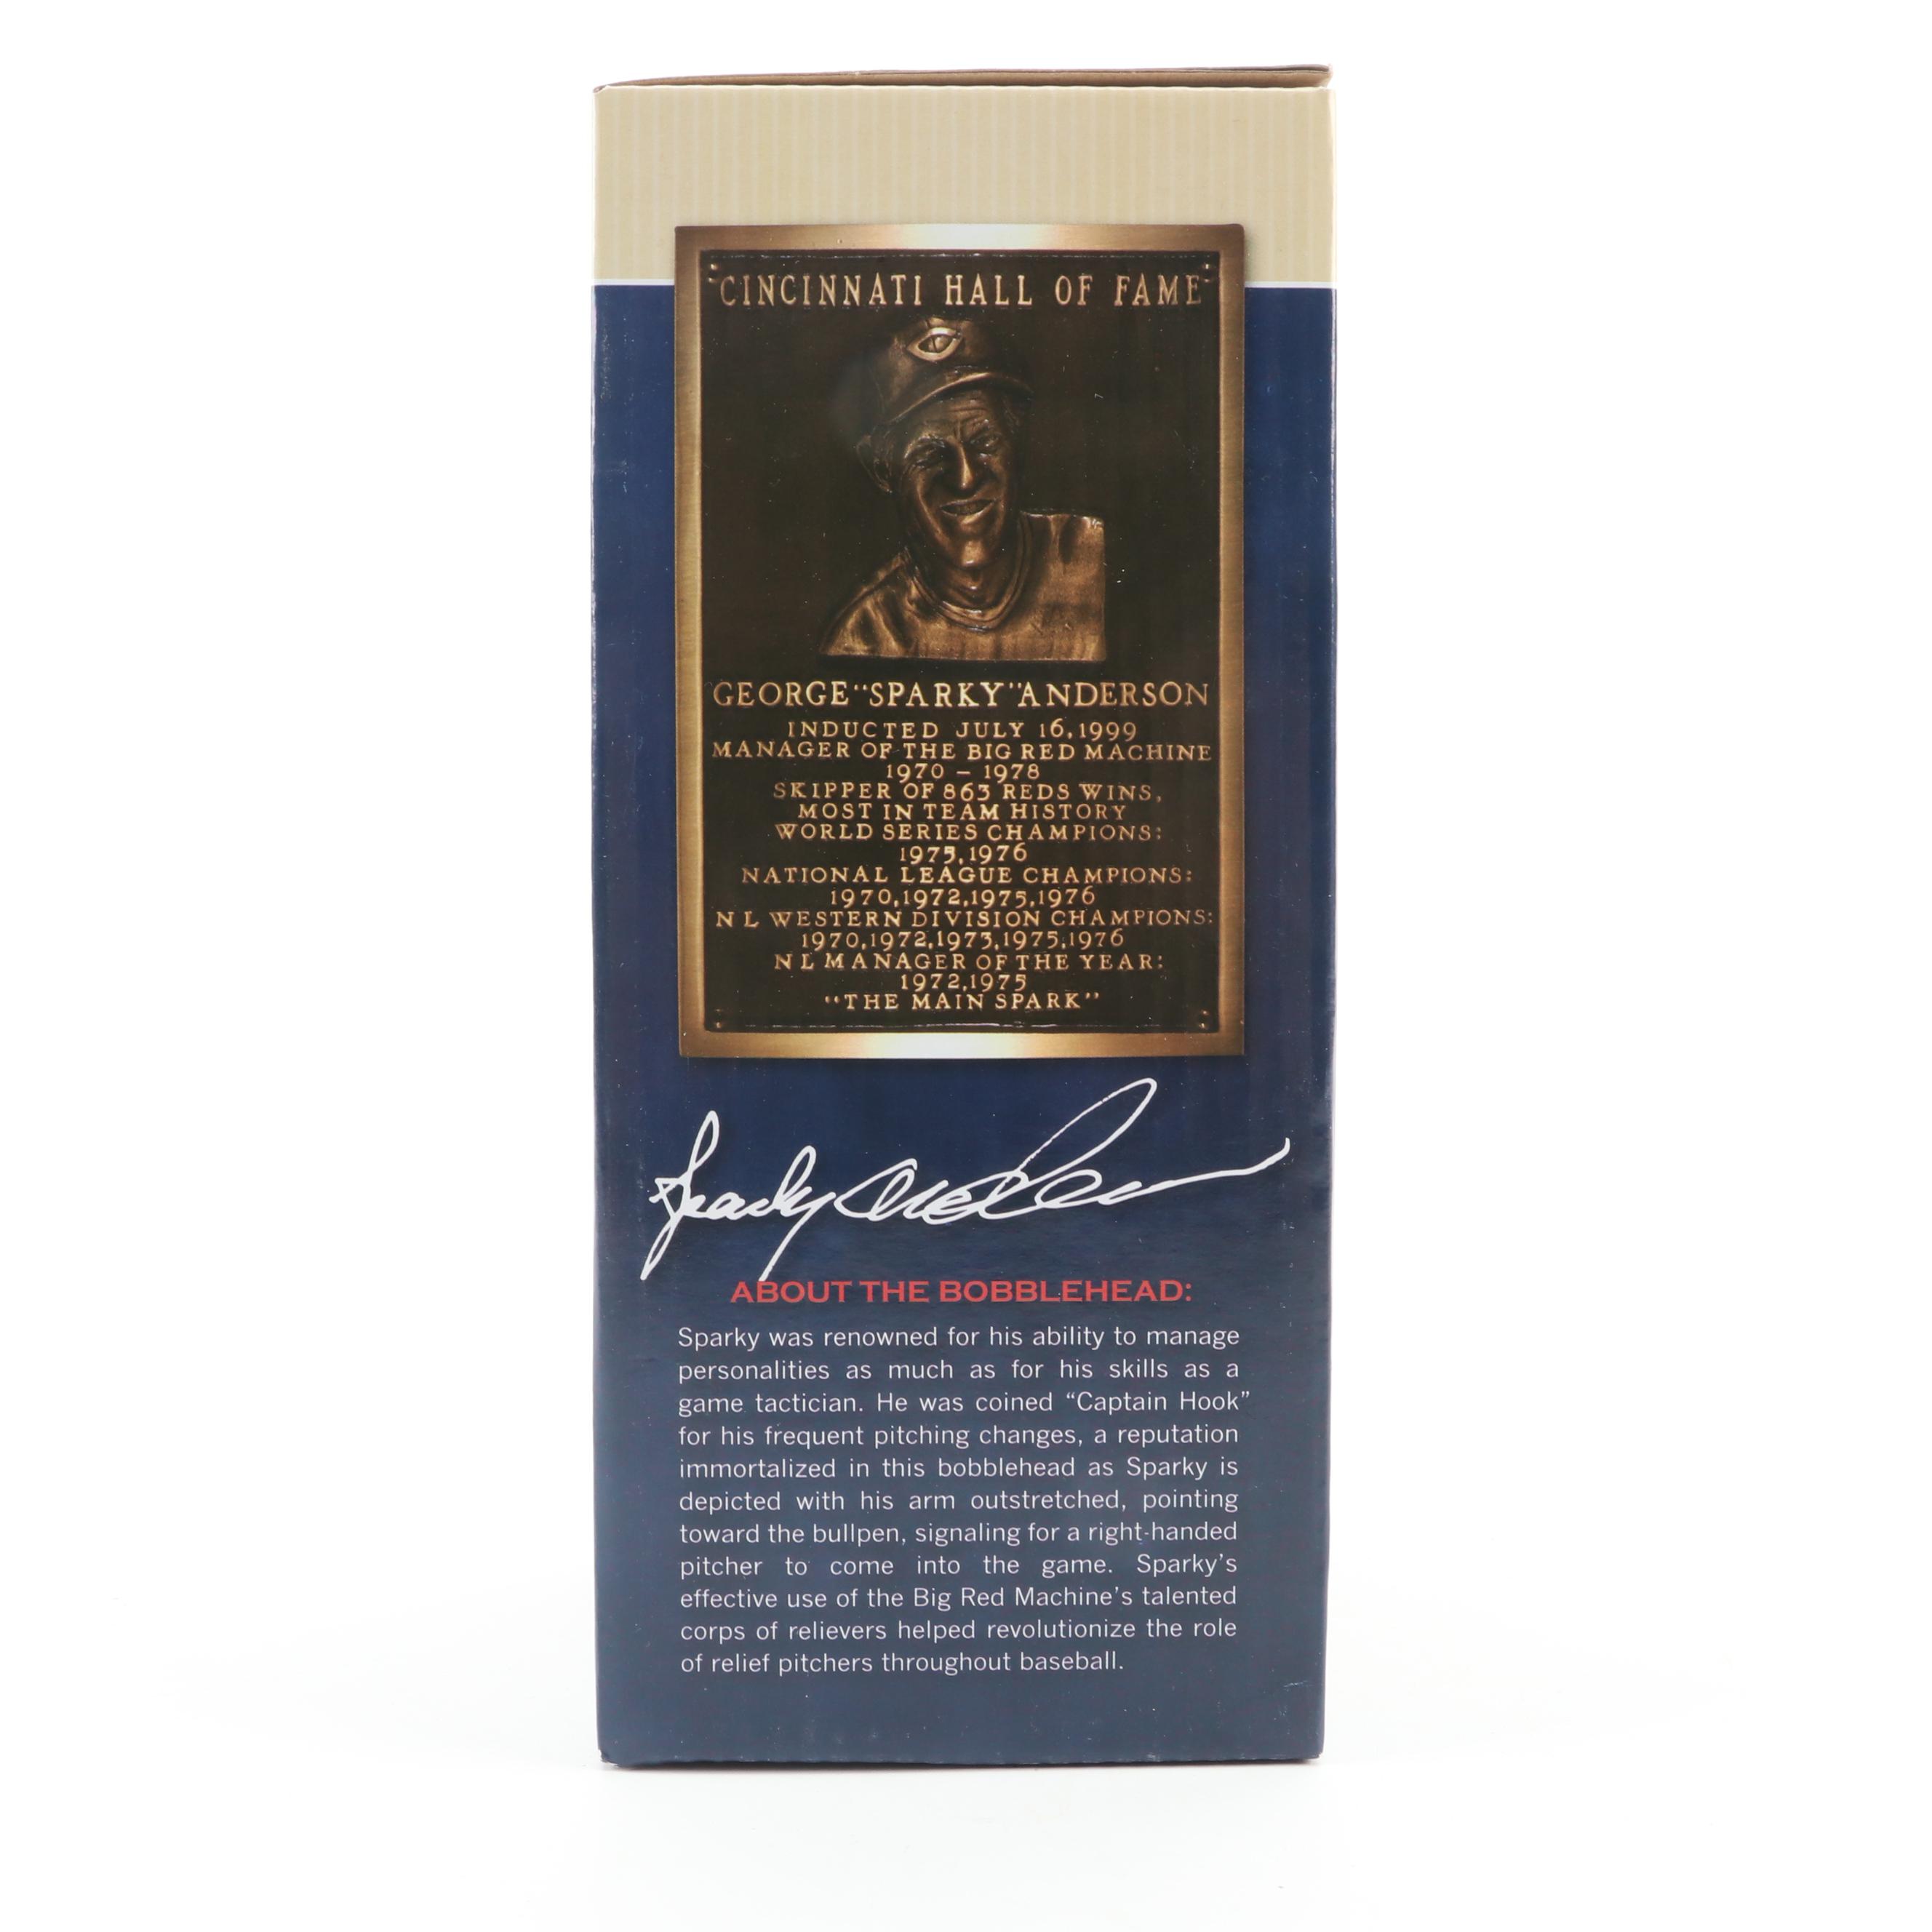 CINCINNATI HALL OF FAME
GEORGE "SPARKY" ANDERSON
INDUCTED JULY 16, 1999
MANAGER OF THE BIG RED MACHINE
1970 – 1978
SKIPPER OF 863 REDS WINS,
MOST IN TEAM HISTORY
WORLD SERIES CHAMPIONS:
1975, 1976
NATIONAL LEAGUE CHAMPIONS:
1970, 1972, 1975, 1976
NL WESTERN DIVISION CHAMPIONS:
1970, 1972, 1973, 1975, 1976
NL MANAGER OF THE YEAR:
1972, 1975
"THE MAIN SPARK"
Sparky Anderson
ABOUT THE BOBBLEHEAD:
Sparky was renowned for his ability to manage
personalities as much as for his skills as a
game tactician. He was coined “Captain Hook”
for his frequent pitching changes, a reputation
immortalized in this bobblehead as Sparky is
depicted with his arm outstretched, pointing
toward the bullpen, signaling for a right-handed
pitcher to come into the game. Sparky’s
effective use of the Big Red Machine’s talented
corps of relievers helped revolutionize the role
of relief pitchers throughout baseball.